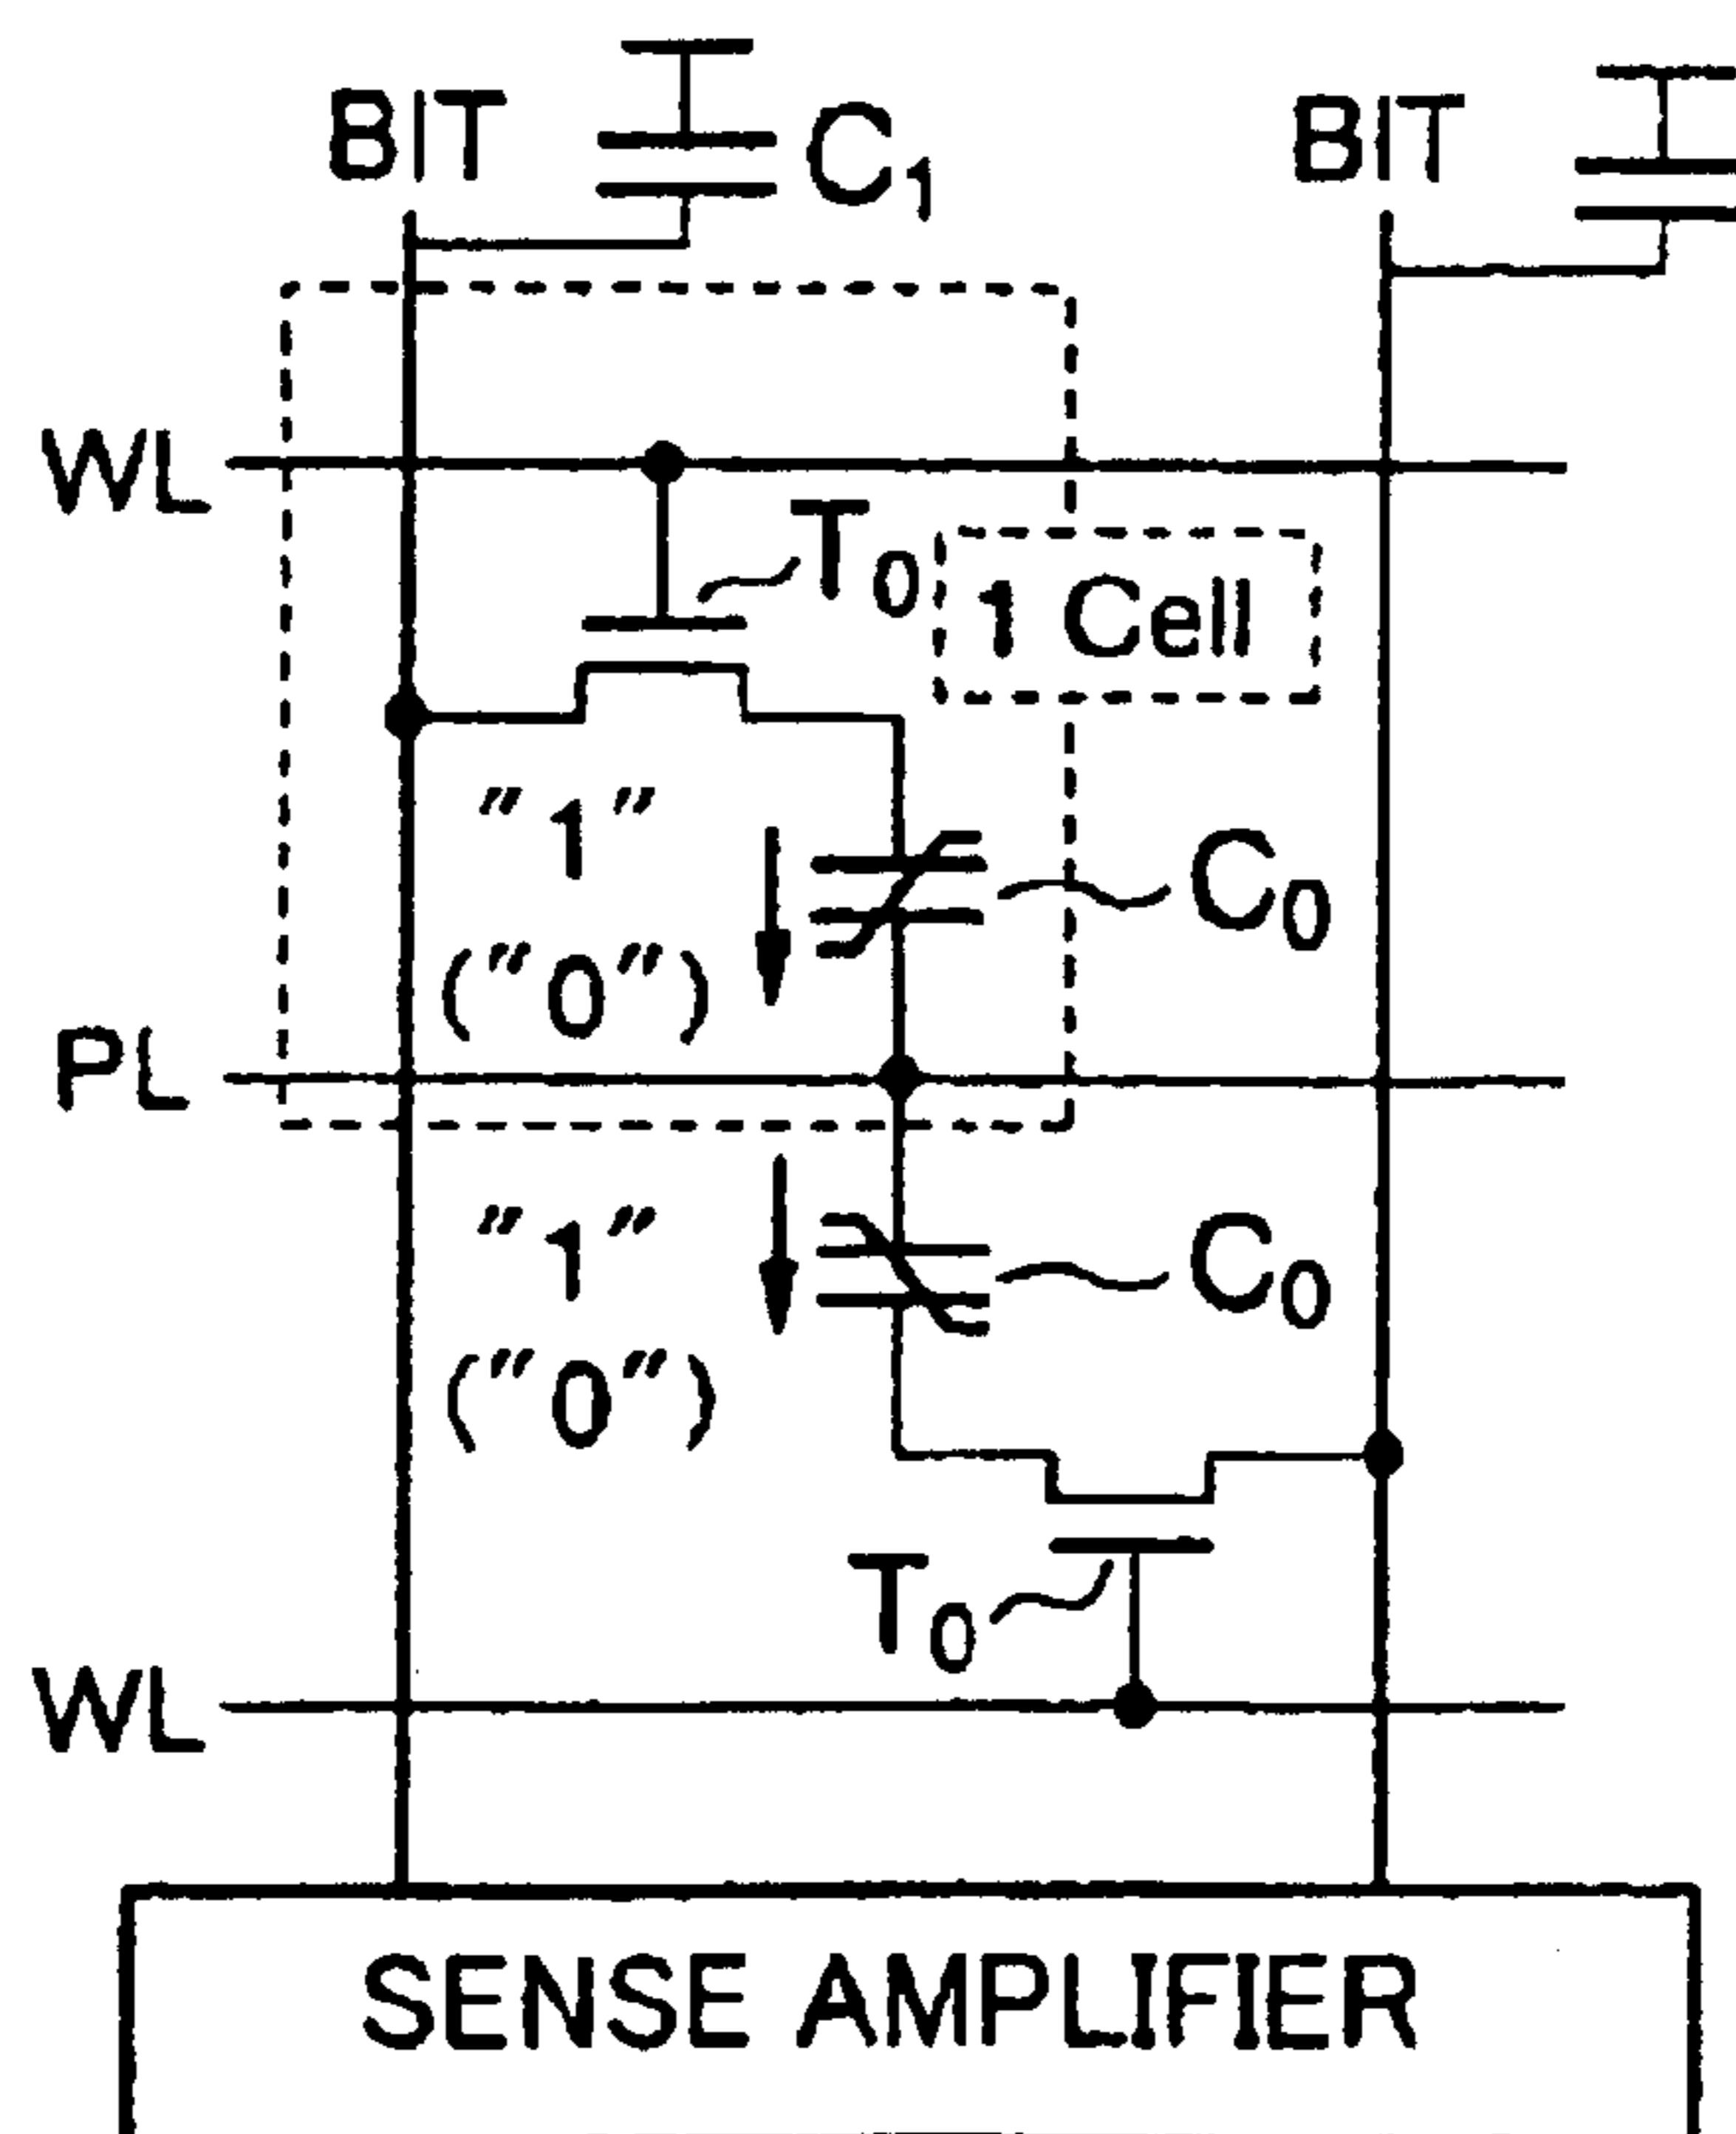 BIT
C1
BIT
WL
T0
1 Cell
"1"
C0
("0")
PL
"1"
C0
("0")
T0
WL
SENSE AMPLIFIER